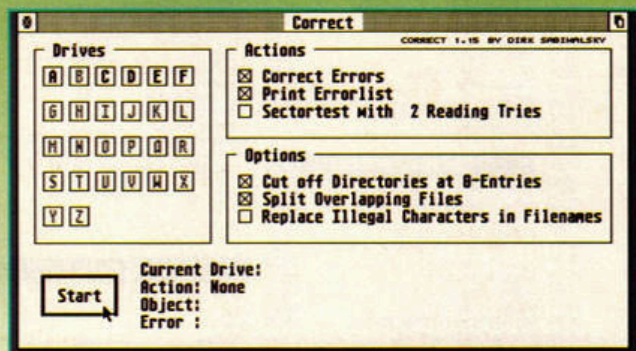 Correct
CORRECT 1.15 BY DIRK SABIWALSKY
Drives
A B C D E F
G H I J K L
M N O P Q R
S T U V W X
Y Z
Actions
Correct Errors
Print Errorlist
Sectortest with 2 Reading Tries
Options
Cut off Directories at 0-Entries
Split Overlapping Files
Replace Illegal Characters in Filenames
Start
Current Drive:
Action: None
Object:
Error :